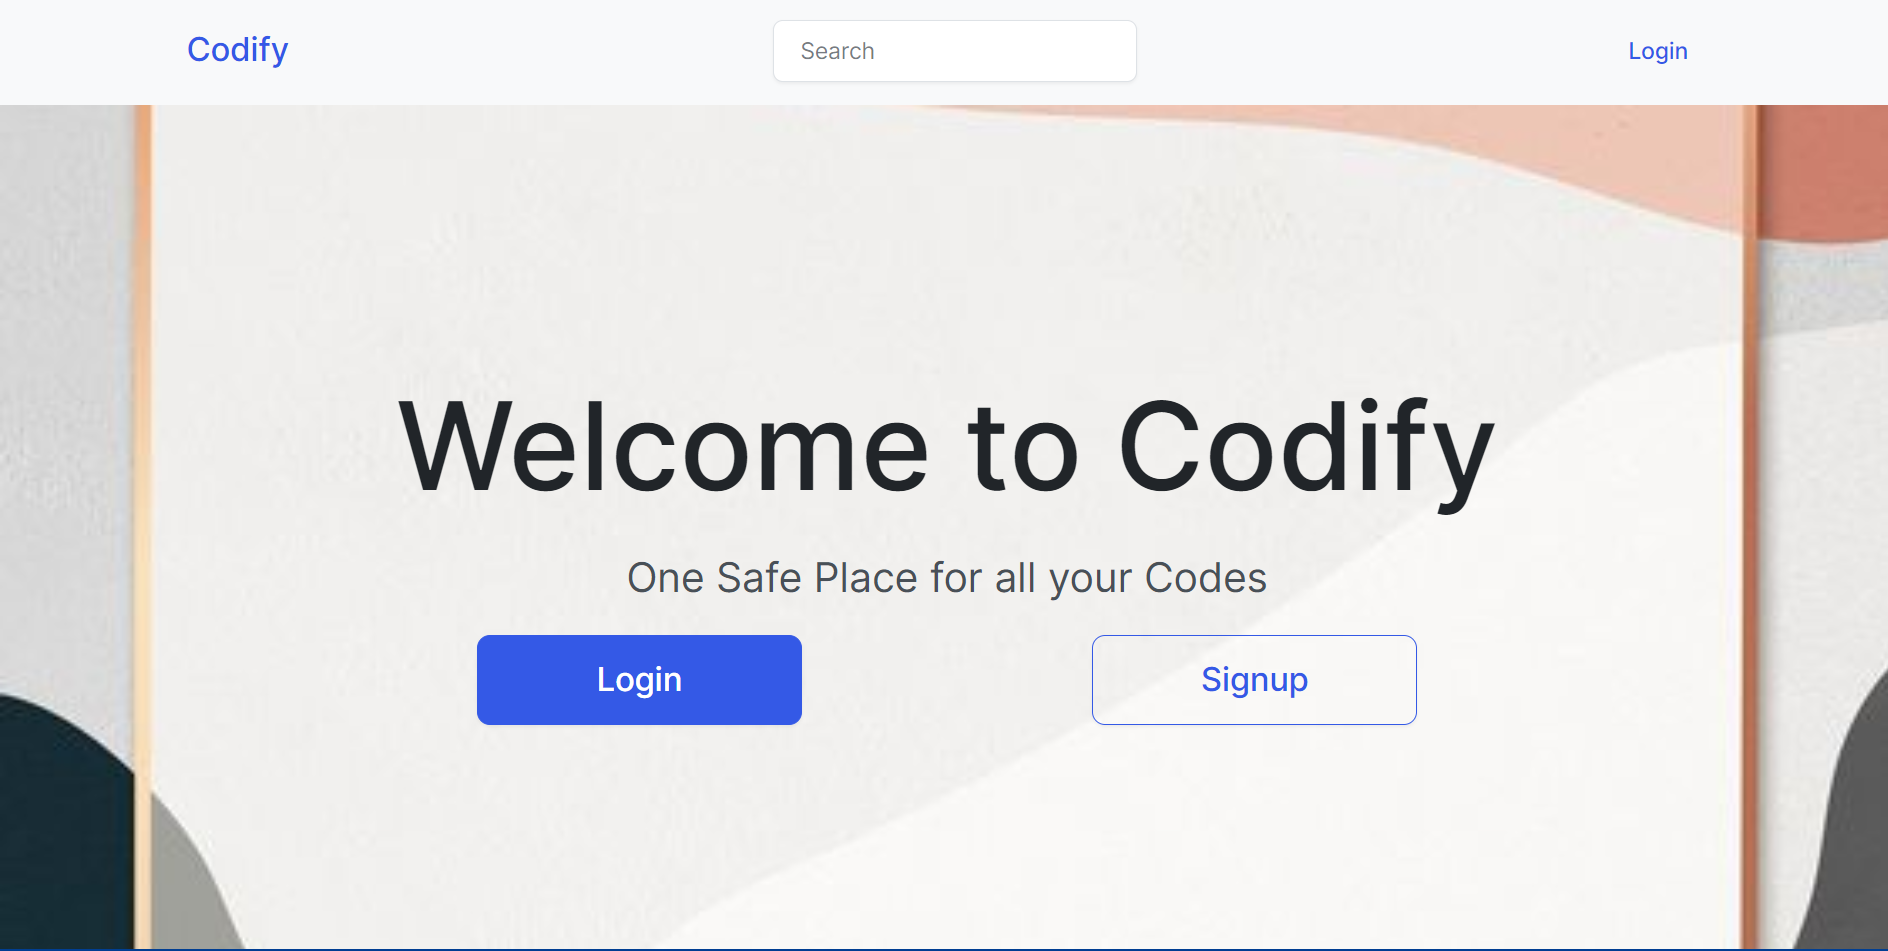 Codify
Search
Login
Welcome to Codify
One Safe Place for all your Codes
Login
Signup